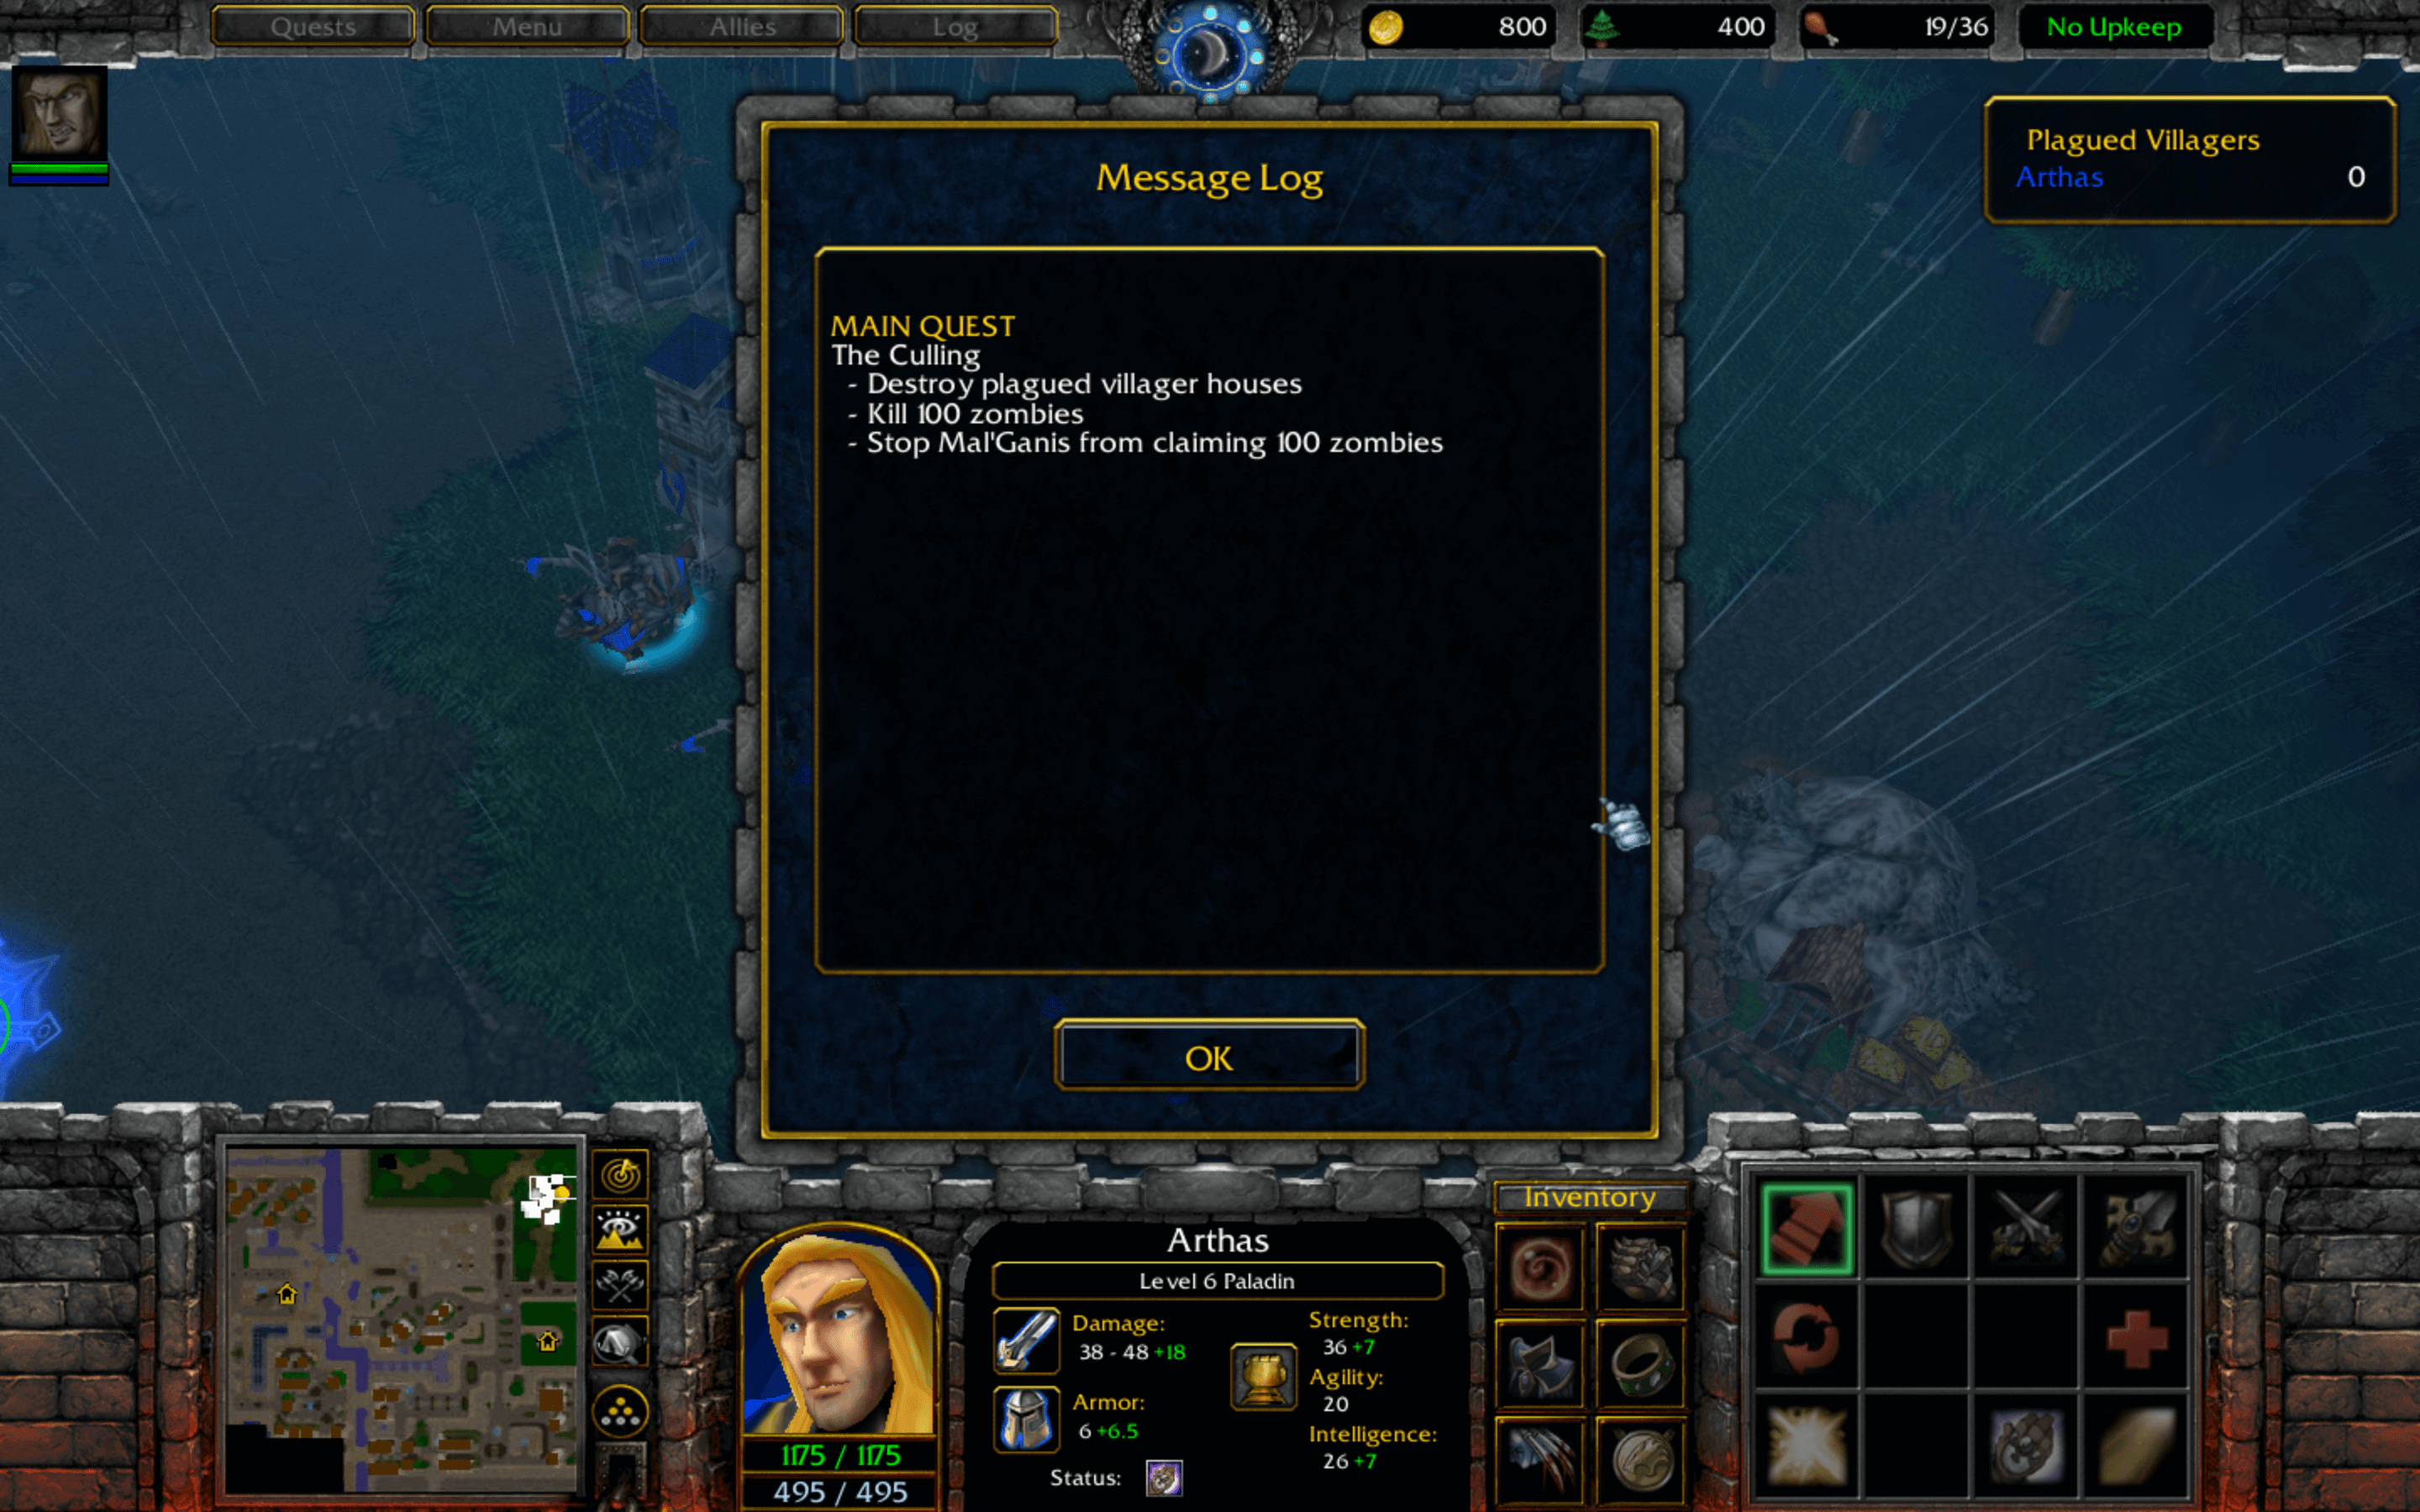 Quests
Menu
Allies
Log
800
400
19/36
No Upkeep
Plagued Villagers
Arthas 0
Message Log
MAIN QUEST
The Culling
- Destroy plagued villager houses
- Kill 100 zombies
- Stop Mal'Ganis from claiming 100 zombies
OK
Inventory
Arthas
Level 6 Paladin
Damage:
38 - 48 +18
Armor:
6 +6.5
Status:
Strength:
36 +7
Agility:
20
Intelligence:
26 +7
1175 / 1175
495 / 495